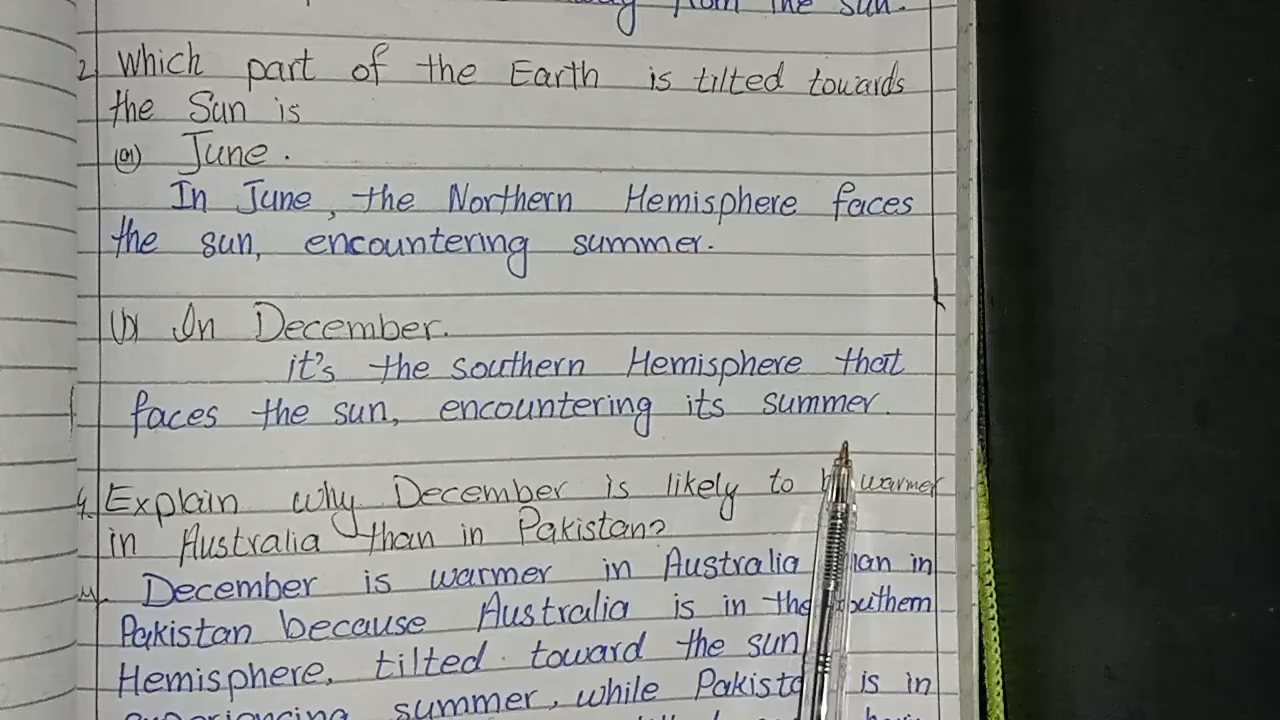 from the sun.
2. Which part of the Earth is tilted towards
the Sun is
(a) June.
In June, the Northern Hemisphere faces
the sun, encountering summer.
(b) In December.
it's the southern Hemisphere that
faces the sun, encountering its summer.
4. Explain why December is likely to warmer
in Australia than in Pakistan?
December is warmer in Australia in
Pakistan because Australia is in the
Hemisphere, tilted toward the sun
summer, while is in